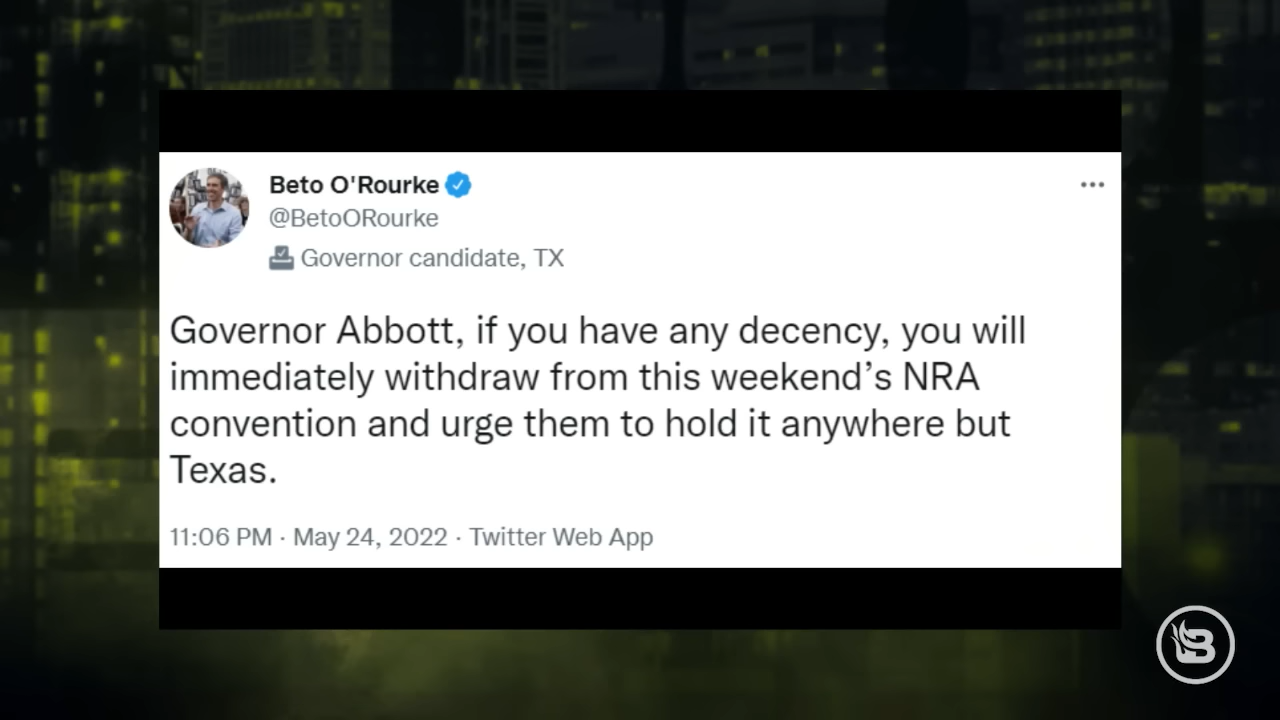 Beto O'Rourke
@BetoORourke
Governor candidate, TX
Governor Abbott, if you have any decency, you will
immediately withdraw from this weekend’s NRA
convention and urge them to hold it anywhere but
Texas.
11:06 PM · May 24, 2022 · Twitter Web App
B